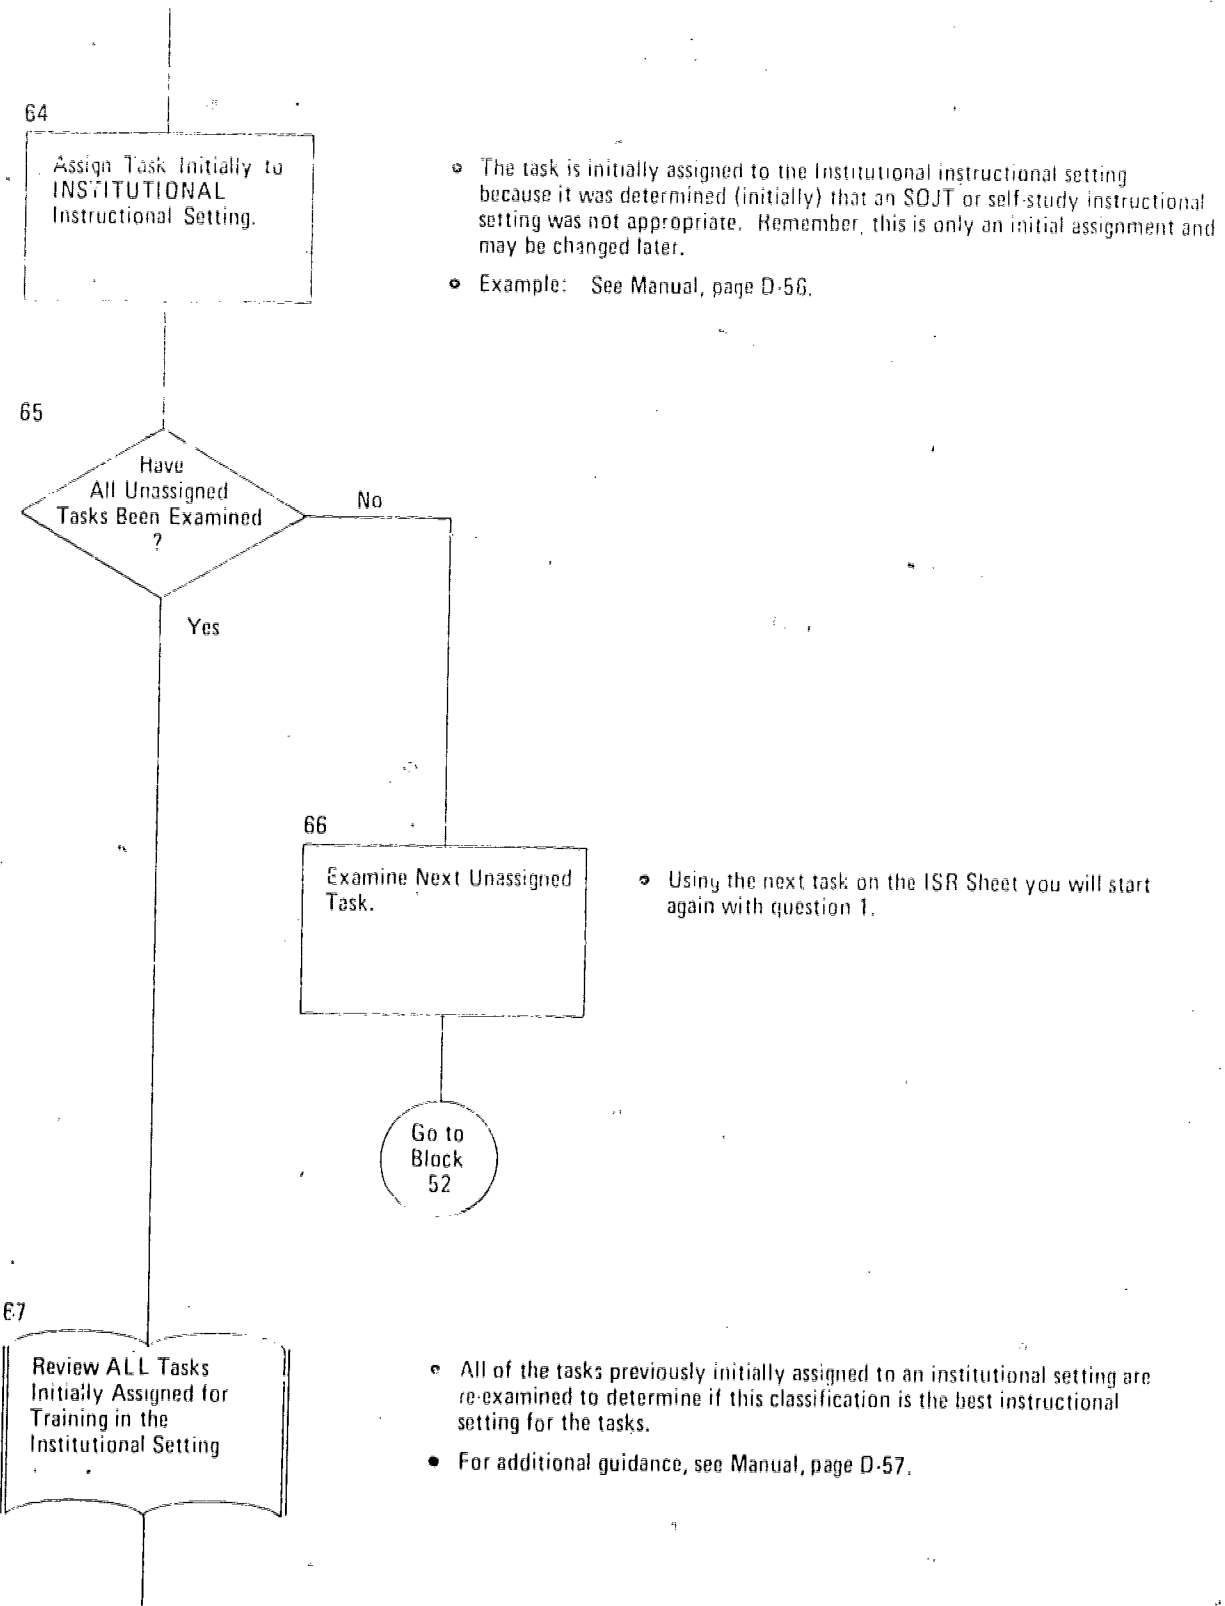 64
Assign Task Initially to
INSTITUTIONAL
Instructional Setting.
• The task is initially assigned to the Institutional instructional setting
because it was determined (initially) that an SOJT or self-study instructional
setting was not appropriate. Remember, this is only an initial assignment and
may be changed later.
• Example: See Manual, page D-56.
65
Have
All Unassigned
Tasks Been Examined
?
No
Yes
66
Examine Next Unassigned
Task.
• Using the next task on the ISR Sheet you will start
again with question 1.
Go to
Block
52
67
Review ALL Tasks
Initially Assigned for
Training in the
Institutional Setting
• All of the tasks previously initially assigned to an institutional setting are
re-examined to determine if this classification is the best instructional
setting for the tasks.
• For additional guidance, see Manual, page D-57.